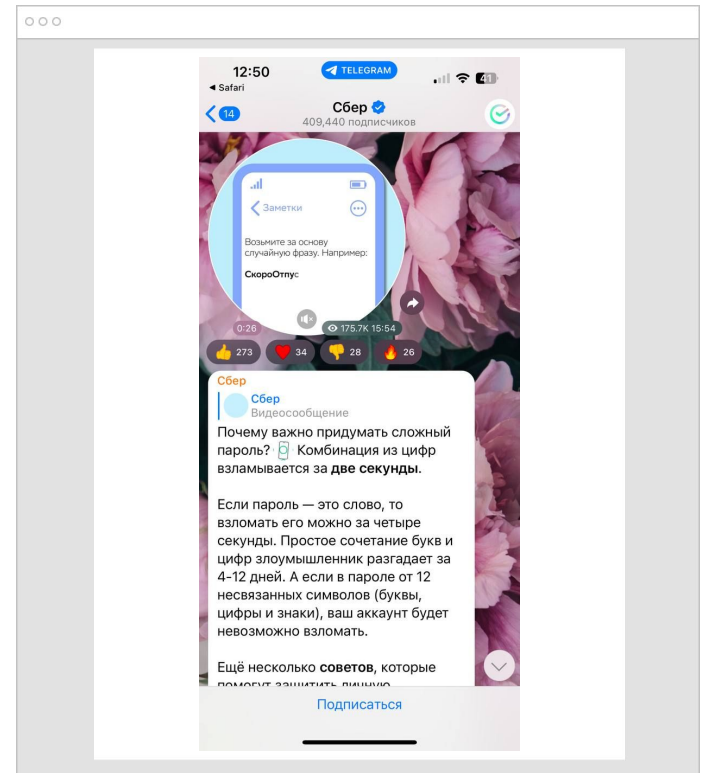 12:50
TELEGRAM
41
Safari
14
Сбер
409,440 подписчиков
Заметки
Возьмите за основу
случайную фразу. Например:
СкороОтпус
0:26
175.7K 15:54
273
34
28
26
Сбер
Сбер
Видеосообщение
Почему важно придумать сложный
пароль? Комбинация из цифр
взламывается за две секунды.
Если пароль — это слово, то
взломать его можно за четыре
секунды. Простое сочетание букв и
цифр злоумышленник разгадает за
4-12 дней. А если в пароле от 12
несвязанных символов (буквы,
цифры и знаки), ваш аккаунт будет
невозможно взломать.
Ещё несколько советов, которые
помогут защитить личную
Подписаться